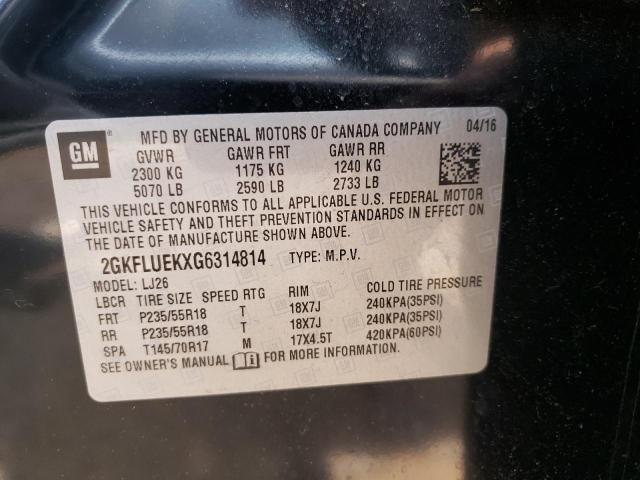 GM MFD BY GENERAL MOTORS OF CANADA COMPANY 04/16
GVWR GAWR FRT GAWR RR
2300 KG 1175 KG 1240 KG
5070 LB 2590 LB 2733 LB
THIS VEHICLE CONFORMS TO ALL APPLICABLE U.S. FEDERAL MOTOR
VEHICLE SAFETY AND THEFT PREVENTION STANDARDS IN EFFECT ON
THE DATE OF MANUFACTURE SHOWN ABOVE.
2GKFLUEKXG6314814 TYPE: M.P.V.
MODEL: LJ26
LBCR TIRE SIZE SPEED RTG RIM COLD TIRE PRESSURE
FRT P235/55R18 T 18X7J 240KPA(35PSI)
RR P235/55R18 T 18X7J 240KPA(35PSI)
SPA T145/70R17 M 17X4.5T 420KPA(60PSI)
SEE OWNER'S MANUAL FOR MORE INFORMATION.